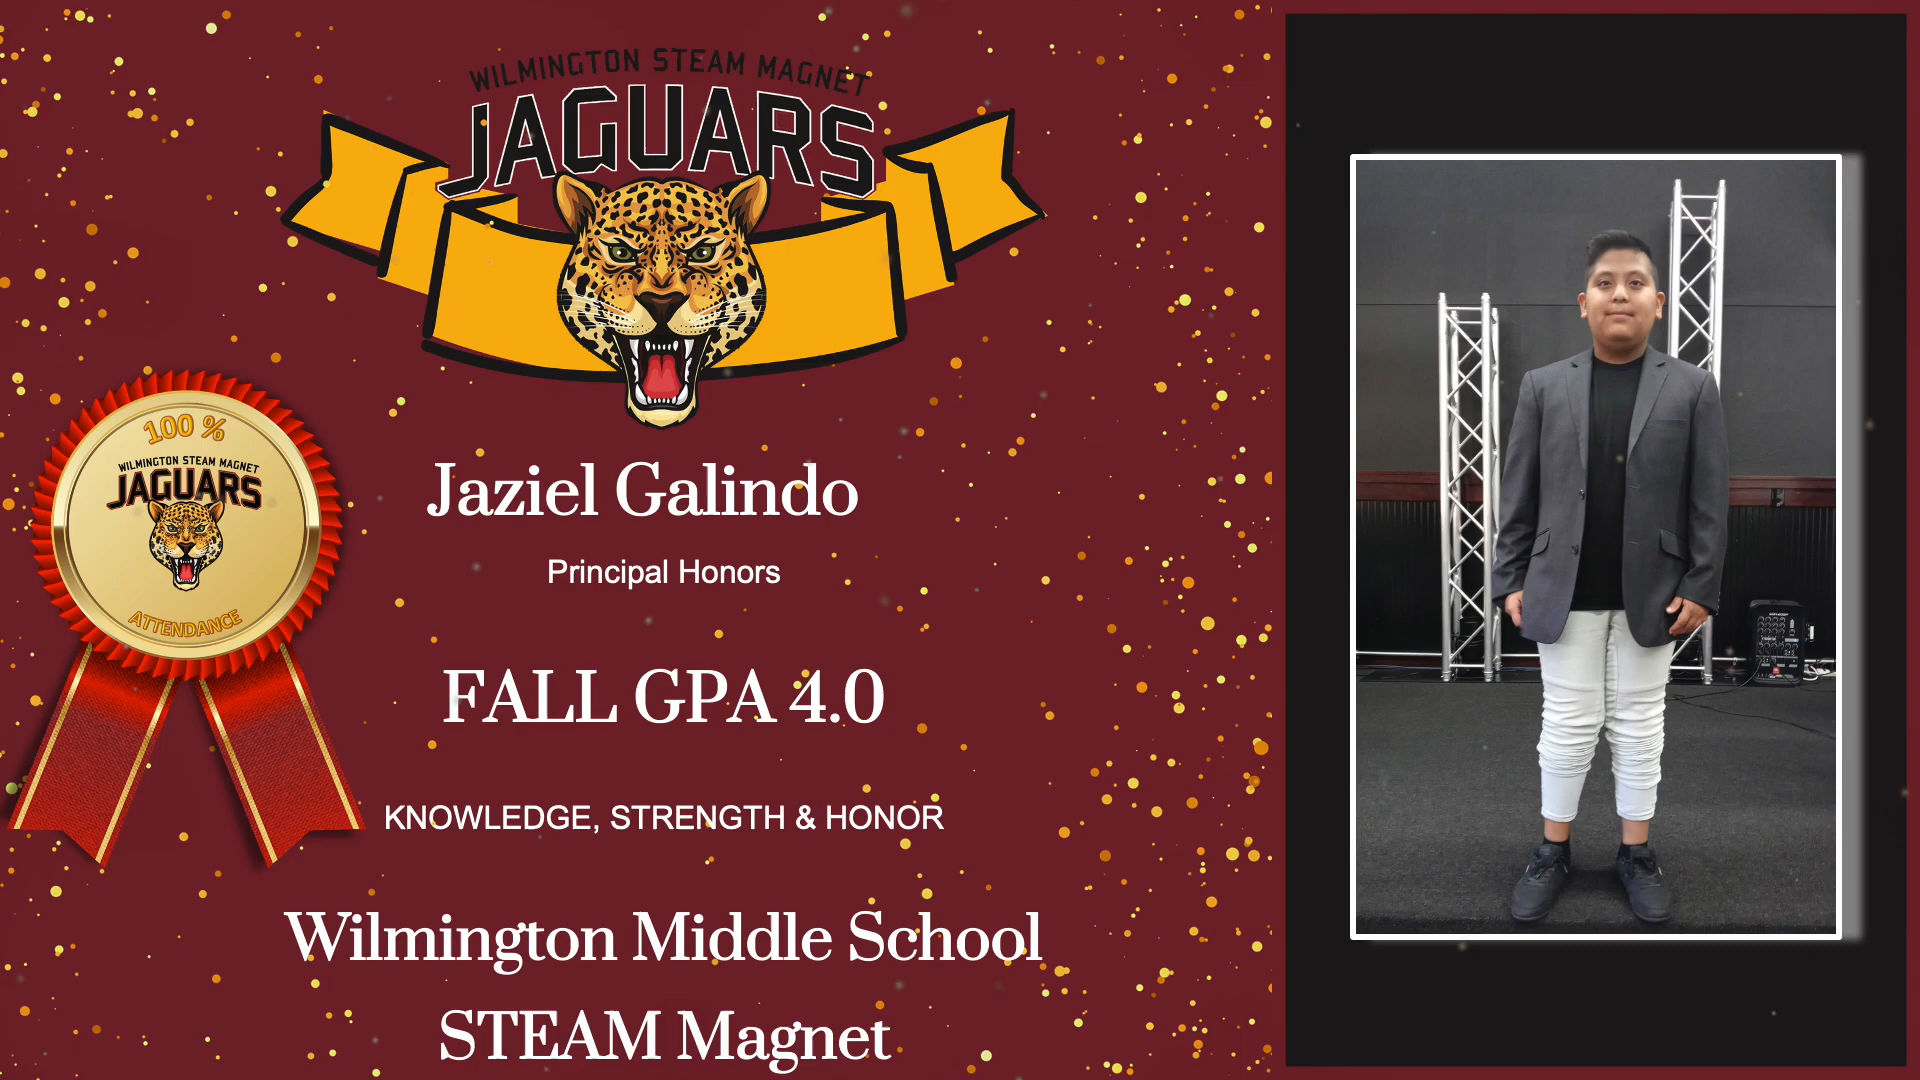 WILMINGTON STEAM MAGNET
JAGUARS
100 %
WILMINGTON STEAM MAGNET
JAGUARS
ATTENDANCE
Jaziel Galindo
Principal Honors
FALL GPA 4.0
KNOWLEDGE, STRENGTH & HONOR
Wilmington Middle School
STEAM Magnet